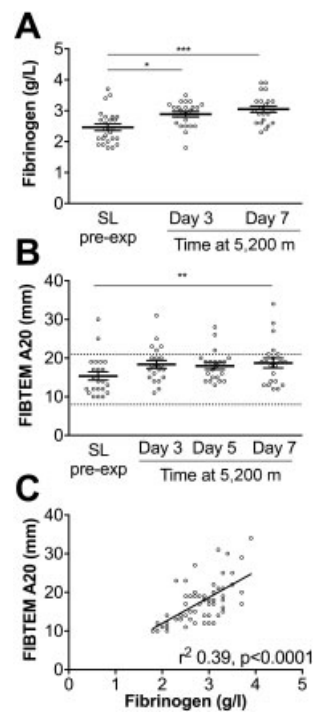 A
***
*
Fibrinogen (g/L)
5
4
3
2
1
0
SL
pre-exp
Day 3
Day 7
Time at 5,200 m
B
**
FIBTEM A20 (mm)
40
30
20
10
0
SL
pre-exp
Day 3
Day 5
Day 7
Time at 5,200 m
C
FIBTEM A20 (mm)
40
30
20
10
0
r² 0.39, p<0.0001
0
1
2
3
4
5
Fibrinogen (g/l)